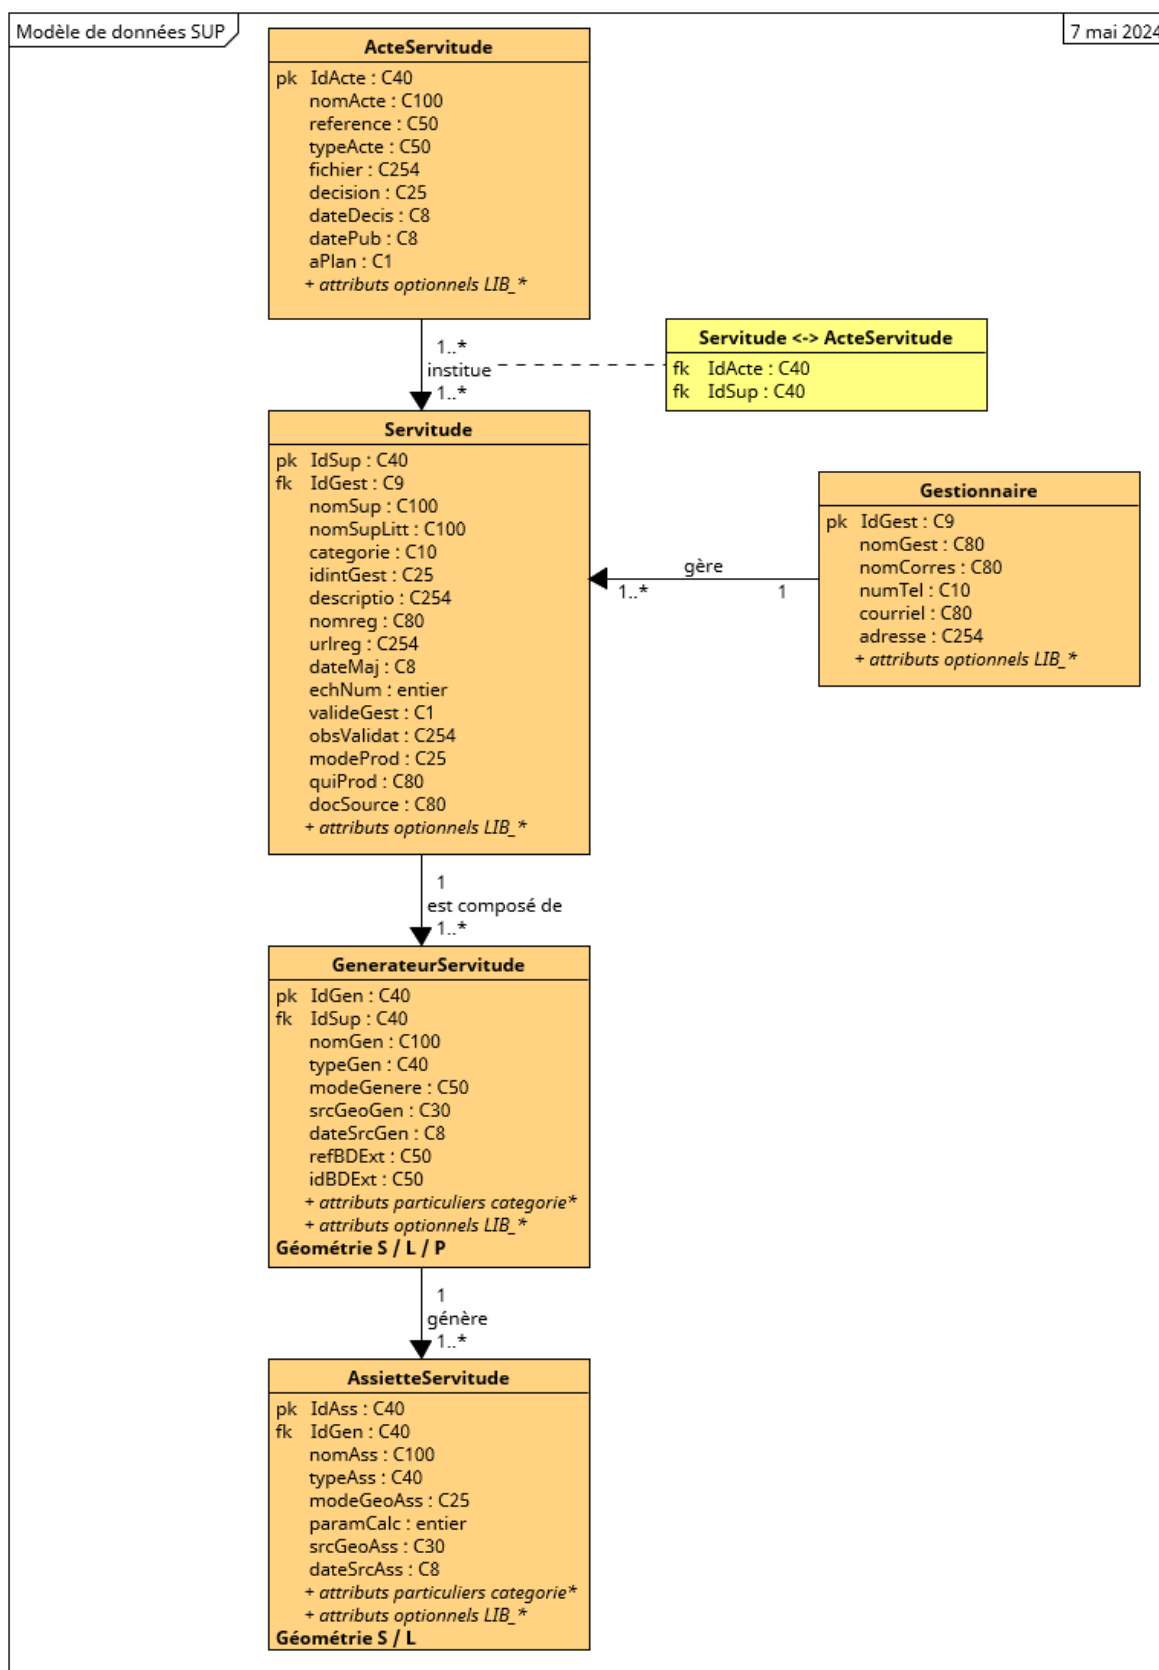 Modèle de données SUP
7 mai 2024
ActeServitude
pk IdActe : C40
nomActe : C100
reference : C50
typeActe : C50
fichier : C254
decision : C25
dateDecis : C8
datePub : C8
aPlan : C1
+ attributs optionnels LIB_*
1..*
institue
1..*
Servitude <-> ActeServitude
fk IdActe : C40
fk IdSup : C40
Servitude
pk IdSup : C40
fk IdGest : C9
nomSup : C100
nomSupLitt : C100
categorie : C10
idintGest : C25
descriptio : C254
nomreg : C80
urlreg : C254
dateMaj : C8
echNum : entier
valideGest : C1
obsValidat : C254
modeProd : C25
quiProd : C80
docSource : C80
+ attributs optionnels LIB_*
gère
1..*
1
Gestionnaire
pk IdGest : C9
nomGest : C80
nomCorres : C80
numTel : C10
courriel : C80
adresse : C254
+ attributs optionnels LIB_*
1
est composé de
1..*
GenerateurServitude
pk IdGen : C40
fk IdSup : C40
nomGen : C100
typeGen : C40
modeGenere : C50
srcGeoGen : C30
dateSrcGen : C8
refBDExt : C50
idBDExt : C50
+ attributs particuliers categorie*
+ attributs optionnels LIB_*
Géométrie S / L / P
1
génère
1..*
AssietteServitude
pk IdAss : C40
fk IdGen : C40
nomAss : C100
typeAss : C40
modeGeoAss : C25
paramCalc : entier
srcGeoAss : C30
dateSrcAss : C8
+ attributs particuliers categorie*
+ attributs optionnels LIB_*
Géométrie S / L